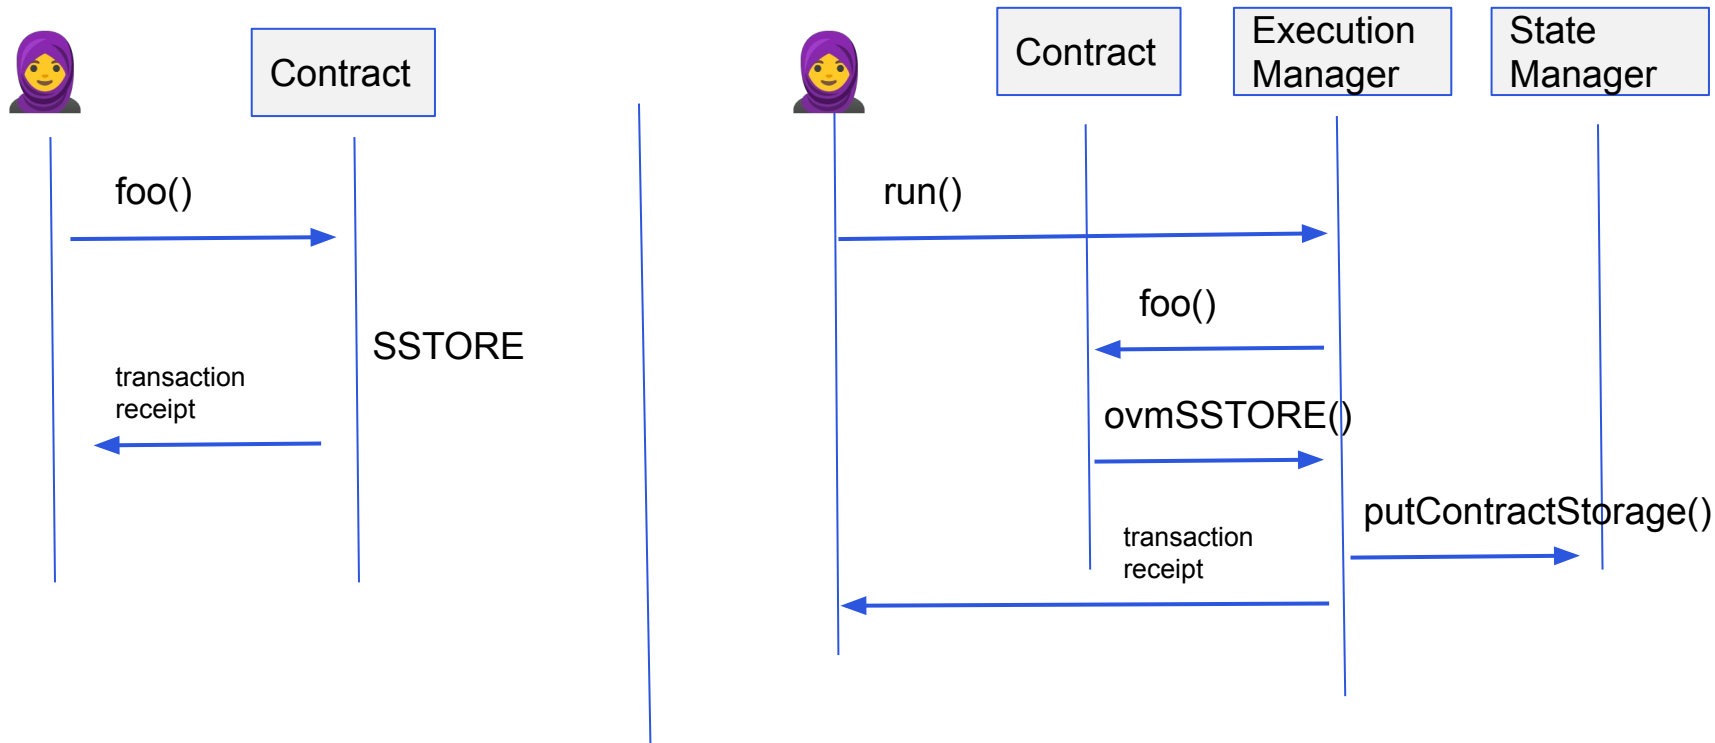 Contract
foo()
SSTORE
transaction
receipt
Contract
Execution
Manager
State
Manager
run()
foo()
ovmSSTORE()
putContractStorage()
transaction
receipt